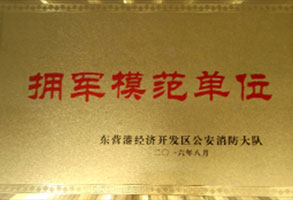 拥军模范单位
东营港经济开发区公安消防大队
二〇一六年八月